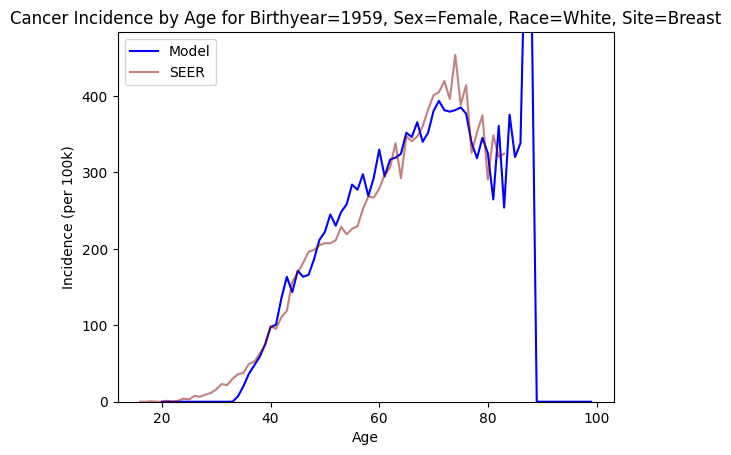 Cancer Incidence by Age for Birthyear=1959, Sex=Female, Race=White, Site=Breast
Model
SEER
400
300
200
100
0
Incidence (per 100k)
20 40 60 80 100
Age